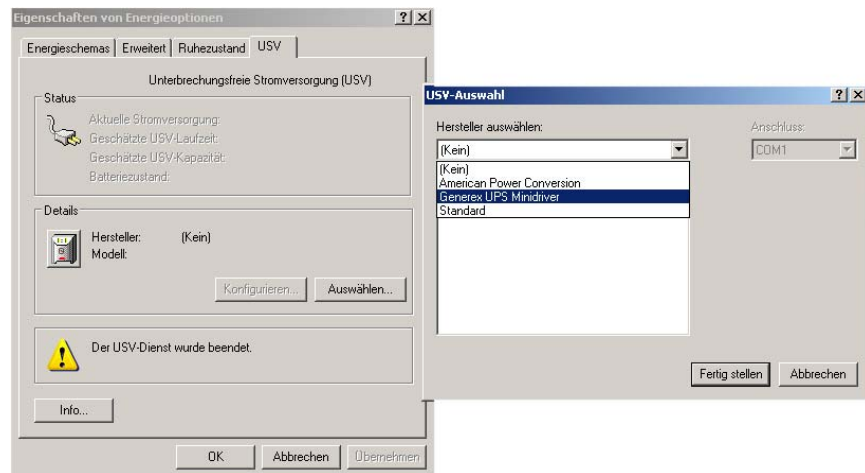 Eigenschaften von Energieoptionen
Energieschemas
Erweitert
Ruhezustand
USV
Unterbrechungsfreie Stromversorgung (USV)
Status
Aktuelle Stromversorgung:
Geschätzte USV-Laufzeit:
Geschätzte USV-Kapazität:
Batteriezustand:
Details
Hersteller: (Kein)
Modell:
Konfigurieren... Auswählen...
Der USV-Dienst wurde beendet.
Info...
OK Abbrechen Übernehmen
USV-Auswahl
Hersteller auswählen: Anschluss:
(Kein) COM1
(Kein)
American Power Conversion
Generex UPS Minidriver
Standard
Fertig stellen Abbrechen